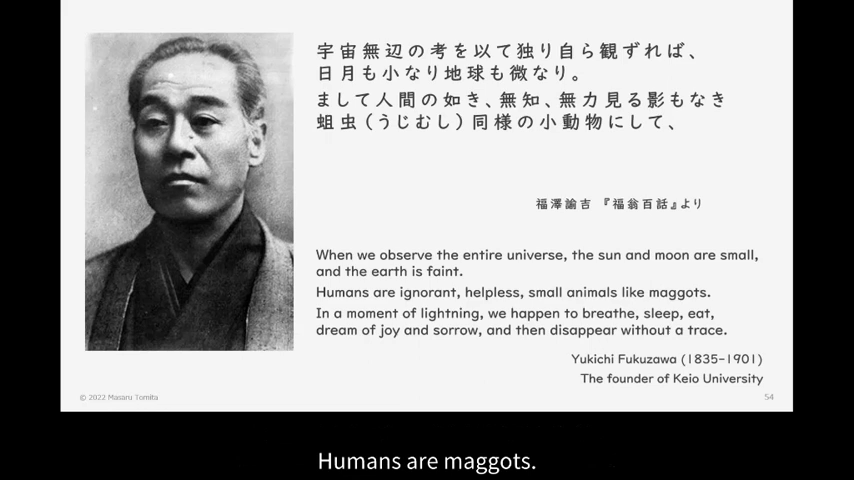 宇宙無辺の考を以て独り自ら観ずれば、
日月も小なり地球も微なり。
まして人間の如き、無知、無力見る影もなき
蛆虫（うじむし）同様の小動物にして、
福澤諭吉 『福翁百話』より
When we observe the entire universe, the sun and moon are small,
and the earth is faint.
Humans are ignorant, helpless, small animals like maggots.
In a moment of lightning, we happen to breathe, sleep, eat,
dream of joy and sorrow, and then disappear without a trace.
Yukichi Fukuzawa (1835-1901)
The founder of Keio University
© 2022 Masaru Tomita
54
Humans are maggots.